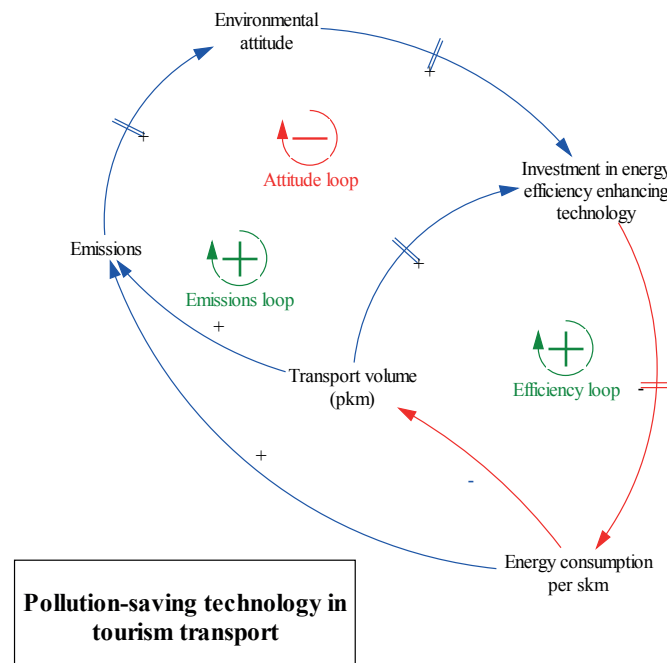 Environmental
attitude
+
+
Attitude loop
Investment in energy
efficiency enhancing
technology
Emissions
+
Emissions loop
+
Transport volume
(pkm)
Efficiency loop
-
+
-
Energy consumption
per skm
Pollution-saving technology in
tourism transport